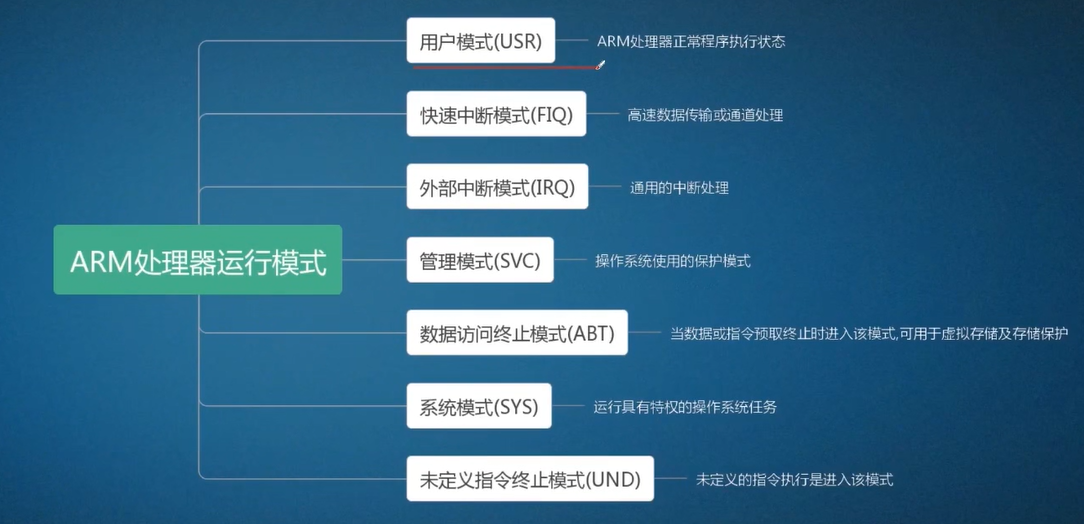 用户模式(USR)
ARM处理器正常程序执行状态
快速中断模式(FIQ)
高速数据传输或通道处理
外部中断模式(IRQ)
通用的中断处理
ARM处理器运行模式
管理模式(SVC)
操作系统使用的保护模式
数据访问终止模式(ABT)
当数据或指令预取终止时进入该模式,可用于虚拟存储及存储保护
系统模式(SYS)
运行具有特权的操作系统任务
未定义指令终止模式(UND)
未定义的指令执行是进入该模式